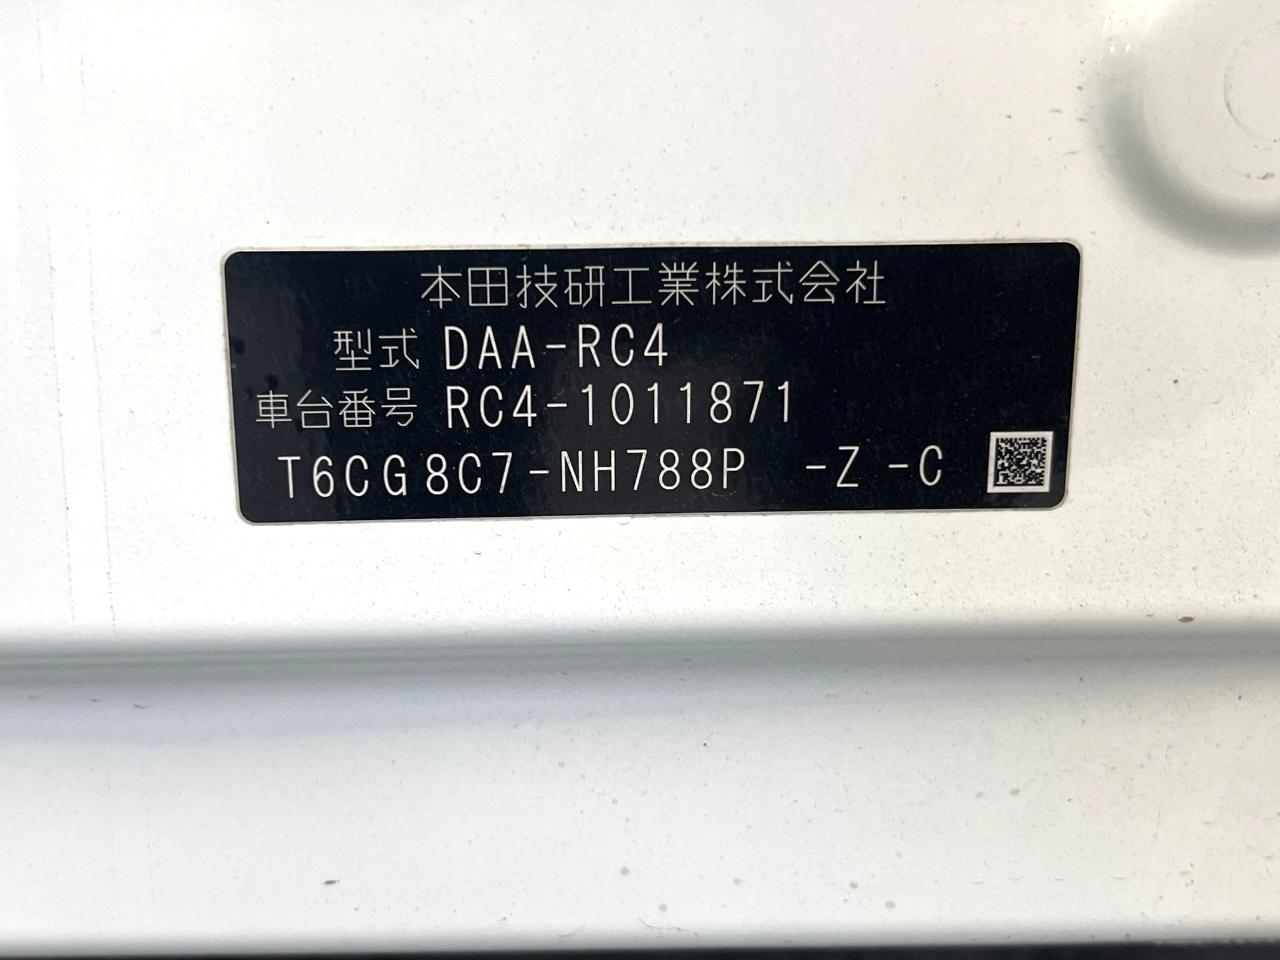 本田技研工業株式会社
型式 DAA-RC4
車台番号 RC4-1011871
T6CG8C7-NH788P -Z -C